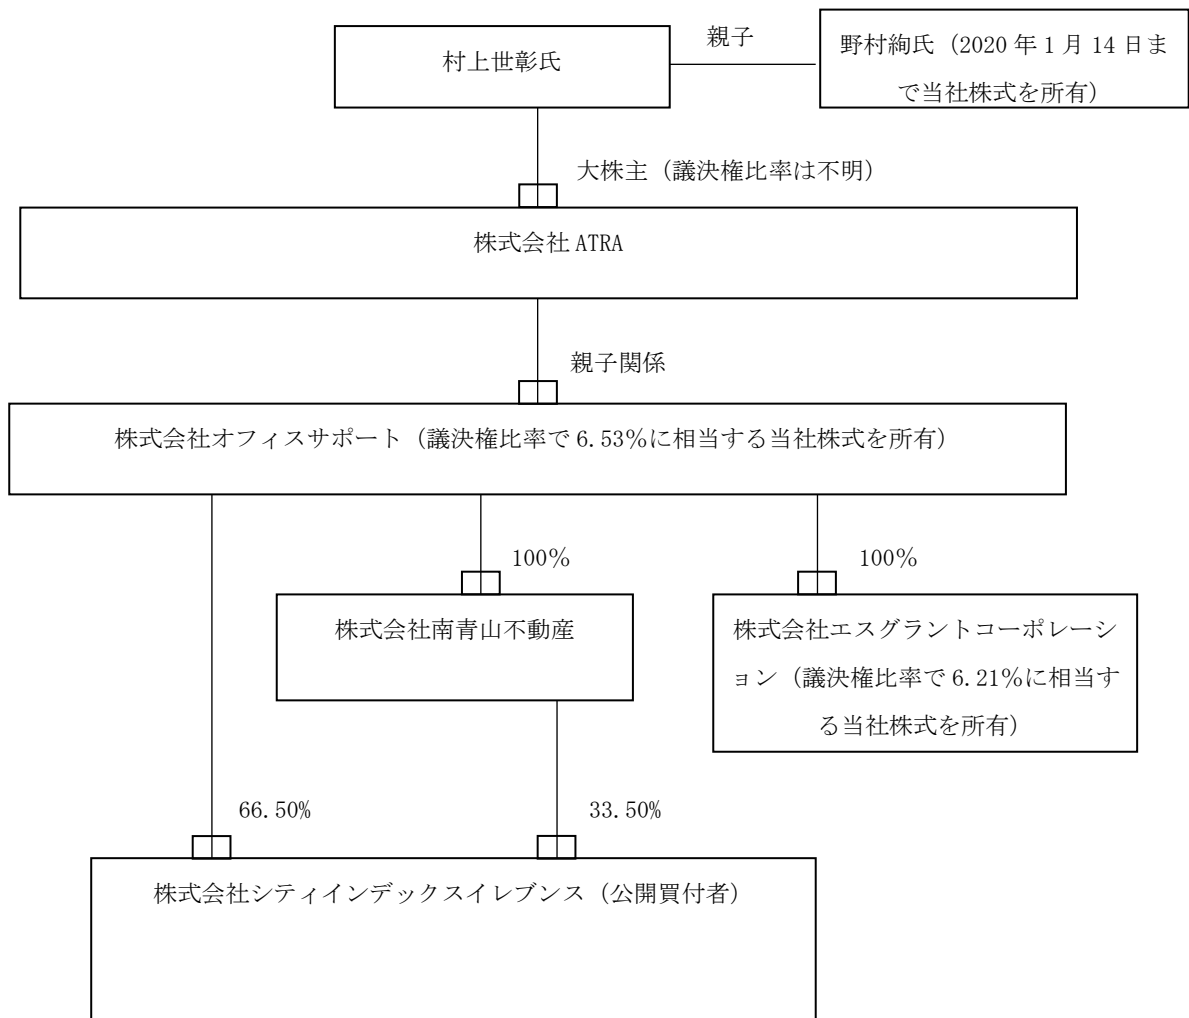 村上世彰氏
親子
野村絢氏（2020 年 1 月 14 日ま
で当社株式を所有）
大株主（議決権比率は不明）
株式会社 ATRA
親子関係
株式会社オフィスサポート（議決権比率で 6.53％に相当する当社株式を所有）
100％
100％
株式会社南青山不動産
株式会社エスグラントコーポレーシ
ョン（議決権比率で 6.21％に相当す
る当社株式を所有）
66.50%
33.50%
株式会社シティインデックスイレブンス（公開買付者）